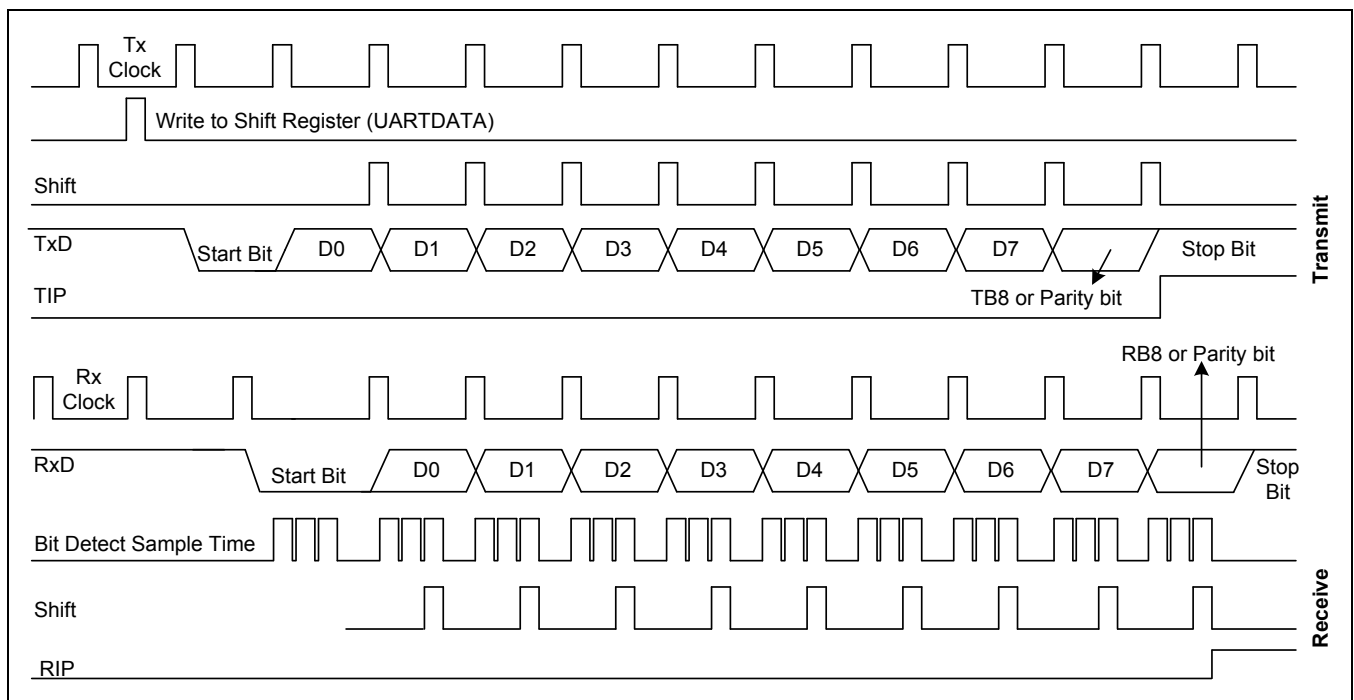 Tx
Clock
Write to Shift Register (UARTDATA)
Shift
TxD
Start Bit
D0
D1
D2
D3
D4
D5
D6
D7
Stop Bit
TIP
TB8 or Parity bit
Transmit
RB8 or Parity bit
Rx
Clock
RxD
Start Bit
D0
D1
D2
D3
D4
D5
D6
D7
Stop
Bit
Bit Detect Sample Time
Shift
RIP
Receive